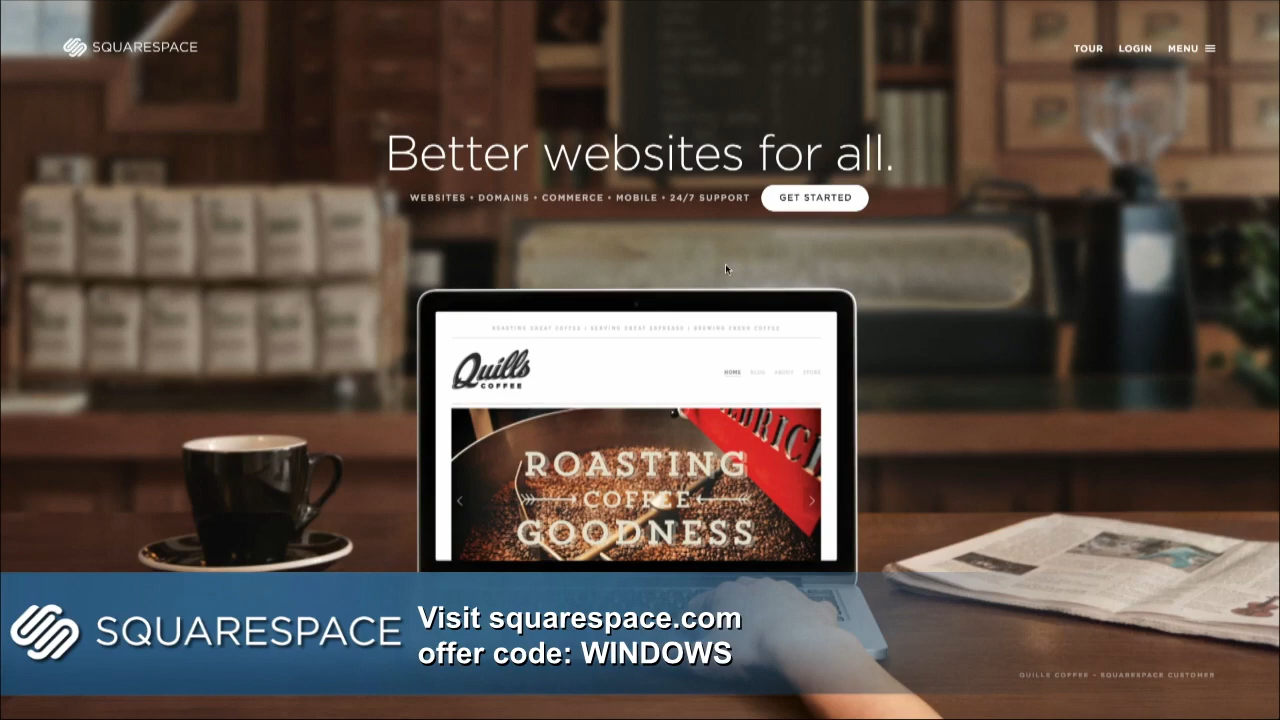 SQUARESPACE
TOUR LOGIN MENU
Better websites for all.
WEBSITES • DOMAINS • COMMERCE • MOBILE • 24/7 SUPPORT GET STARTED
ROASTING GREAT COFFEE | SERVING GREAT ESPRESSO | BREWING FRESH COFFEE
Quills
COFFEE
HOME BLOG ABOUT STORE
ROASTING
COFFEE
GOODNESS
SQUARESPACE
Visit squarespace.com
offer code: WINDOWS
QUILLS COFFEE – SQUARESPACE CUSTOMER